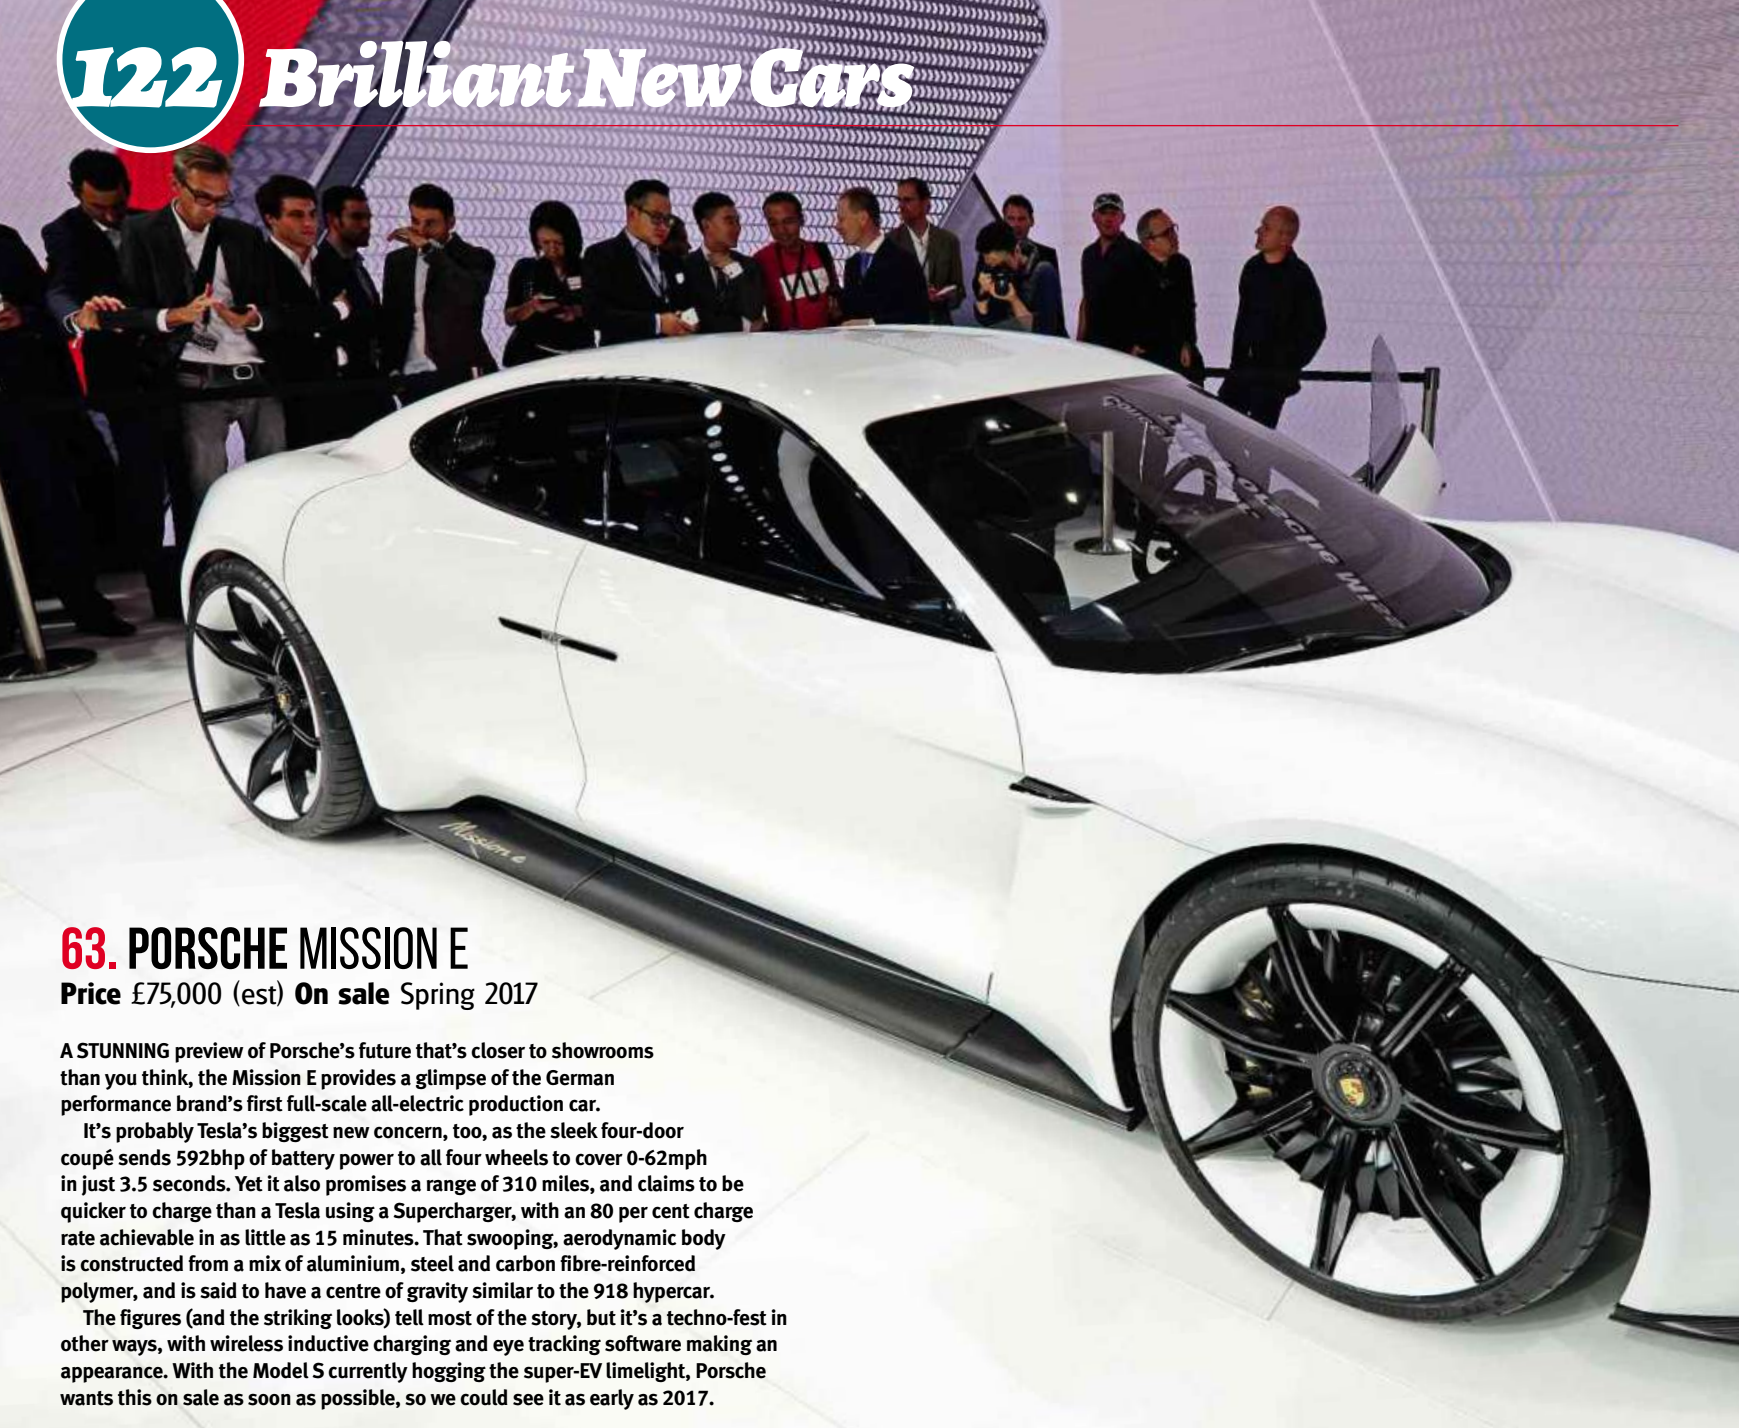 122 Brilliant New Cars
Mission e
63. PORSCHE MISSION E
Price £75,000 (est) On sale Spring 2017
A STUNNING preview of Porsche's future that's closer to showrooms
than you think, the Mission E provides a glimpse of the German
performance brand's first full-scale all-electric production car.
It's probably Tesla's biggest new concern, too, as the sleek four-door
coupé sends 592bhp of battery power to all four wheels to cover 0-62mph
in just 3.5 seconds. Yet it also promises a range of 310 miles, and claims to be
quicker to charge than a Tesla using a Supercharger, with an 80 per cent charge
rate achievable in as little as 15 minutes. That swooping, aerodynamic body
is constructed from a mix of aluminium, steel and carbon fibre-reinforced
polymer, and is said to have a centre of gravity similar to the 918 hypercar.
The figures (and the striking looks) tell most of the story, but it's a techno-fest in
other ways, with wireless inductive charging and eye tracking software making an
appearance. With the Model S currently hogging the super-EV limelight, Porsche
wants this on sale as soon as possible, so we could see it as early as 2017.